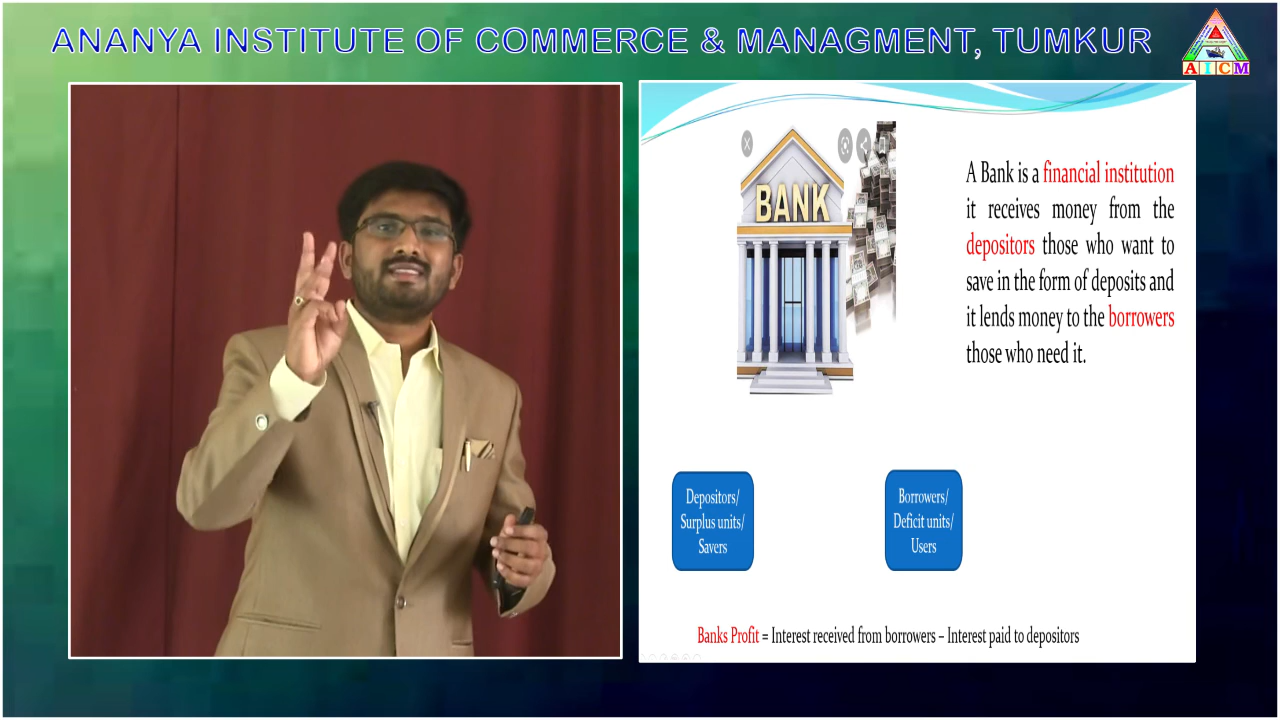 ANANYA INSTITUTE OF COMMERCE & MANAGMENT, TUMKUR
A I C M
BANK
A Bank is a financial institution
it receives money from the
depositors those who want to
save in the form of deposits and
it lends money to the borrowers
those who need it.
Depositors/
Surplus units/
Savers
Borrowers/
Deficit units/
Users
Banks Profit = Interest received from borrowers – Interest paid to depositors